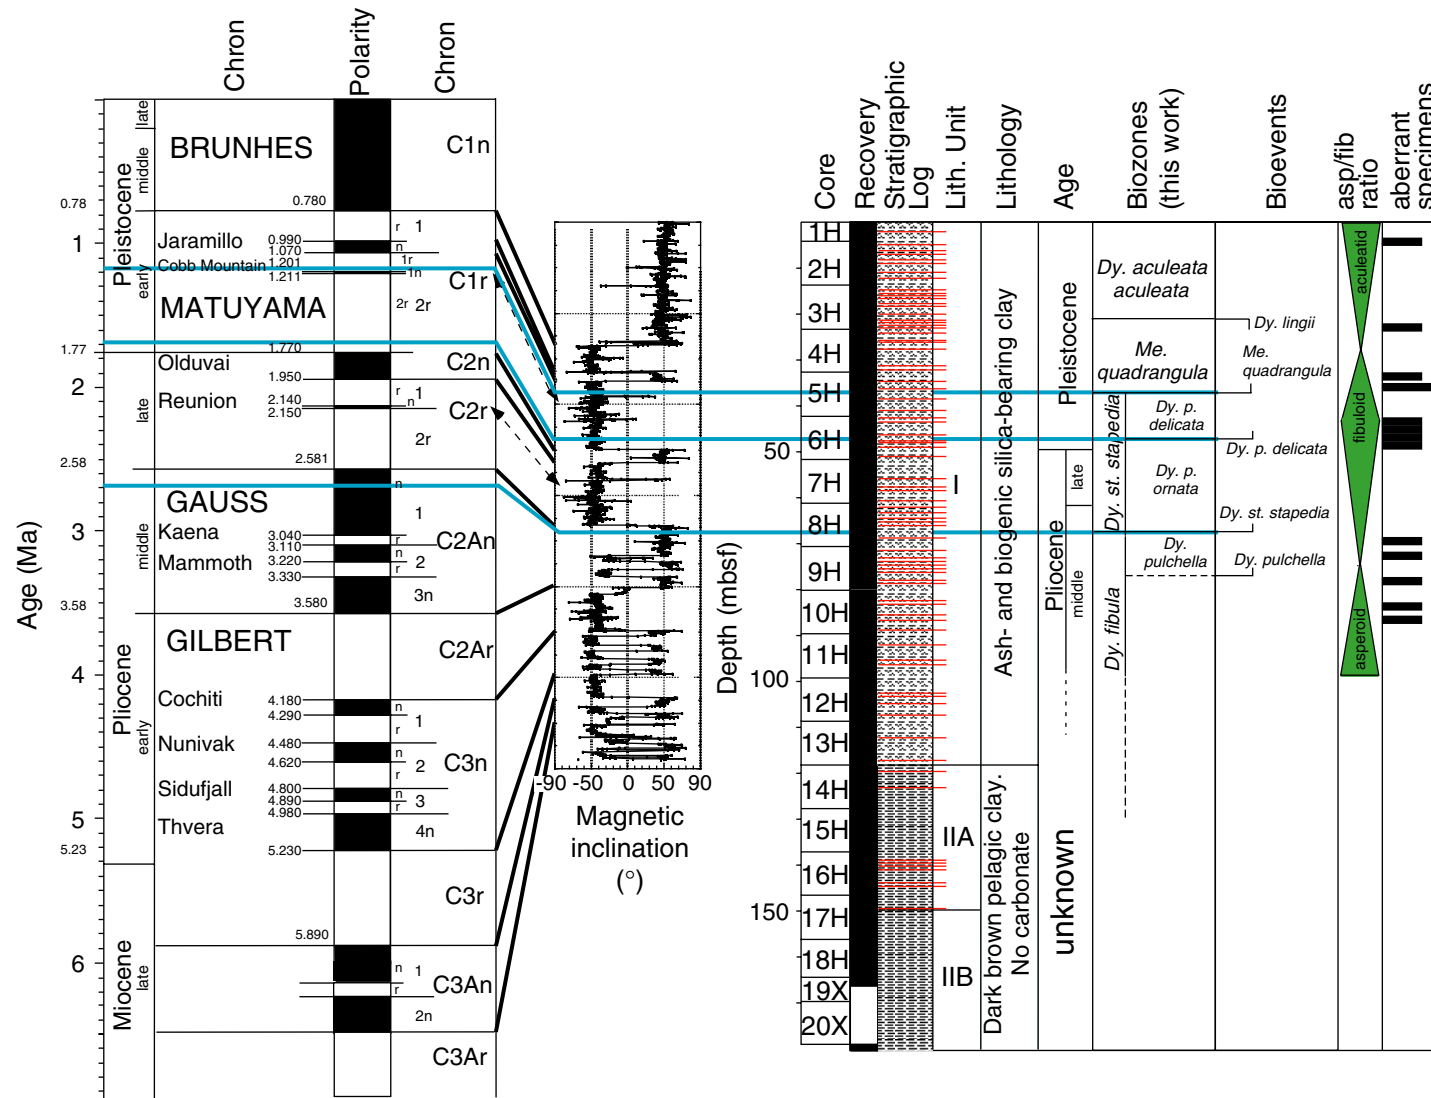 Chron
Polarity
Chron
Age (Ma)
0.78
1
1.77
2
2.58
3
3.58
4
5
5.23
6
Pleistocene
late
middle
early
Pliocene
late
middle
early
Miocene
late
BRUNHES
0.780
C1n
Jaramillo
0.990
1.070
Cobb Mountain
1.201
1.211
MATUYAMA
r 1
n
1r
1n
C1r
2r 2r
1.770
Olduvai
1.950
C2n
Reunion
2.140
2.150
r 1
n
C2r
2r
2.581
GAUSS
n
1
Kaena
3.040
3.110
r
C2An
Mammoth
3.220
3.330
n
2
r
3n
3.580
GILBERT
C2Ar
Cochiti
4.180
4.290
n
1
r
Nunivak
4.480
4.620
n
2
r
C3n
Sidufjall
4.800
4.890
n
3
r
4.980
Thvera
4n
5.230
C3r
5.890
n 1
r
C3An
2n
C3Ar
-90 -50 0 50 90
Magnetic
inclination
(°)
Depth (mbsf)
50
100
150
Core
Recovery
Stratigraphic
Log
Lith. Unit
Lithology
Age
Biozones
(this work)
Bioevents
asp/fib
ratio
aberrant
specimens
1H
2H
3H
4H
5H
6H
7H
8H
9H
10H
11H
12H
13H
14H
15H
16H
17H
18H
19X
20X
I
IIA
IIB
Ash- and biogenic silica-bearing clay
Dark brown pelagic clay.
No carbonate
Pleistocene
Pliocene
late
middle
unknown
Dy. aculeata
aculeata
Me.
quadrangula
Dy. st. stapedia
Dy. p.
delicata
Dy. p.
ornata
Dy.
pulchella
Dy. fibula
Dy. lingii
Me.
quadrangula
Dy. p. delicata
Dy. st. stapedia
Dy. pulchella
aculeatid
fibuloid
asperoid